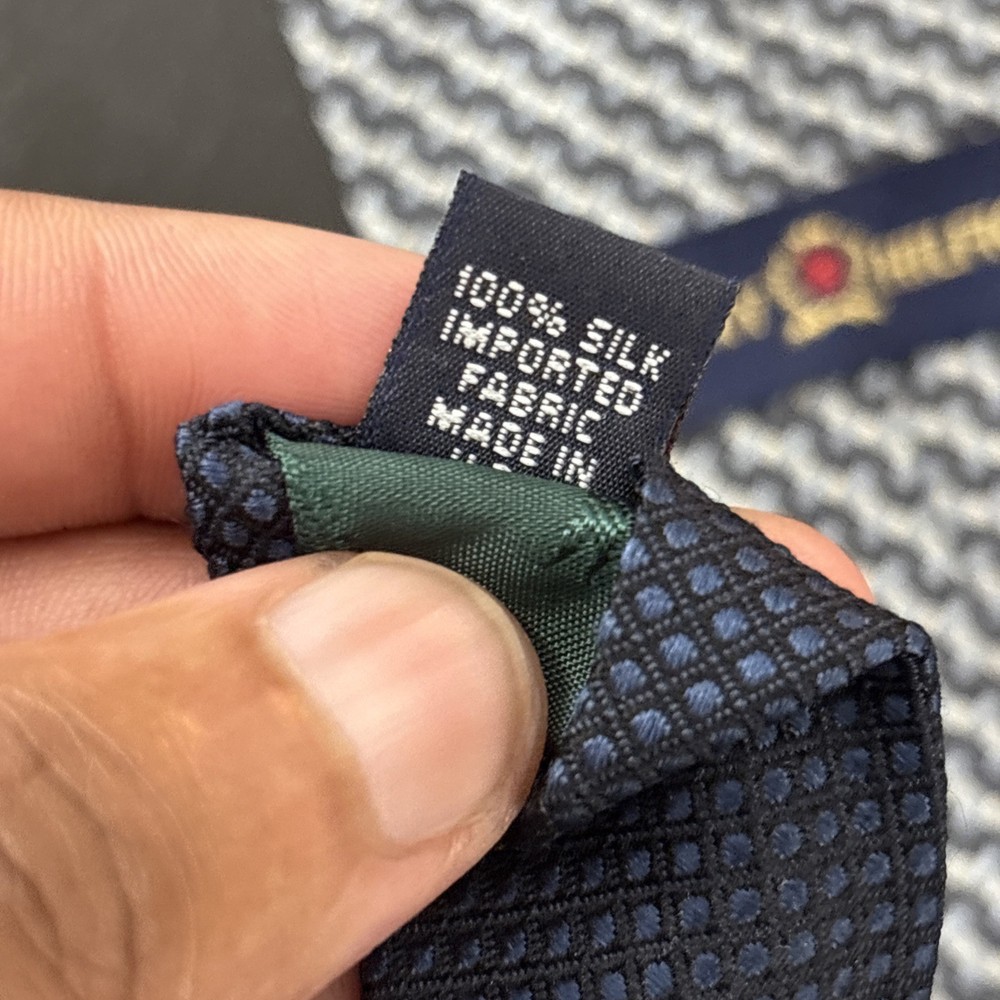 100% SILK
IMPORTED
FABRIC
MADE IN